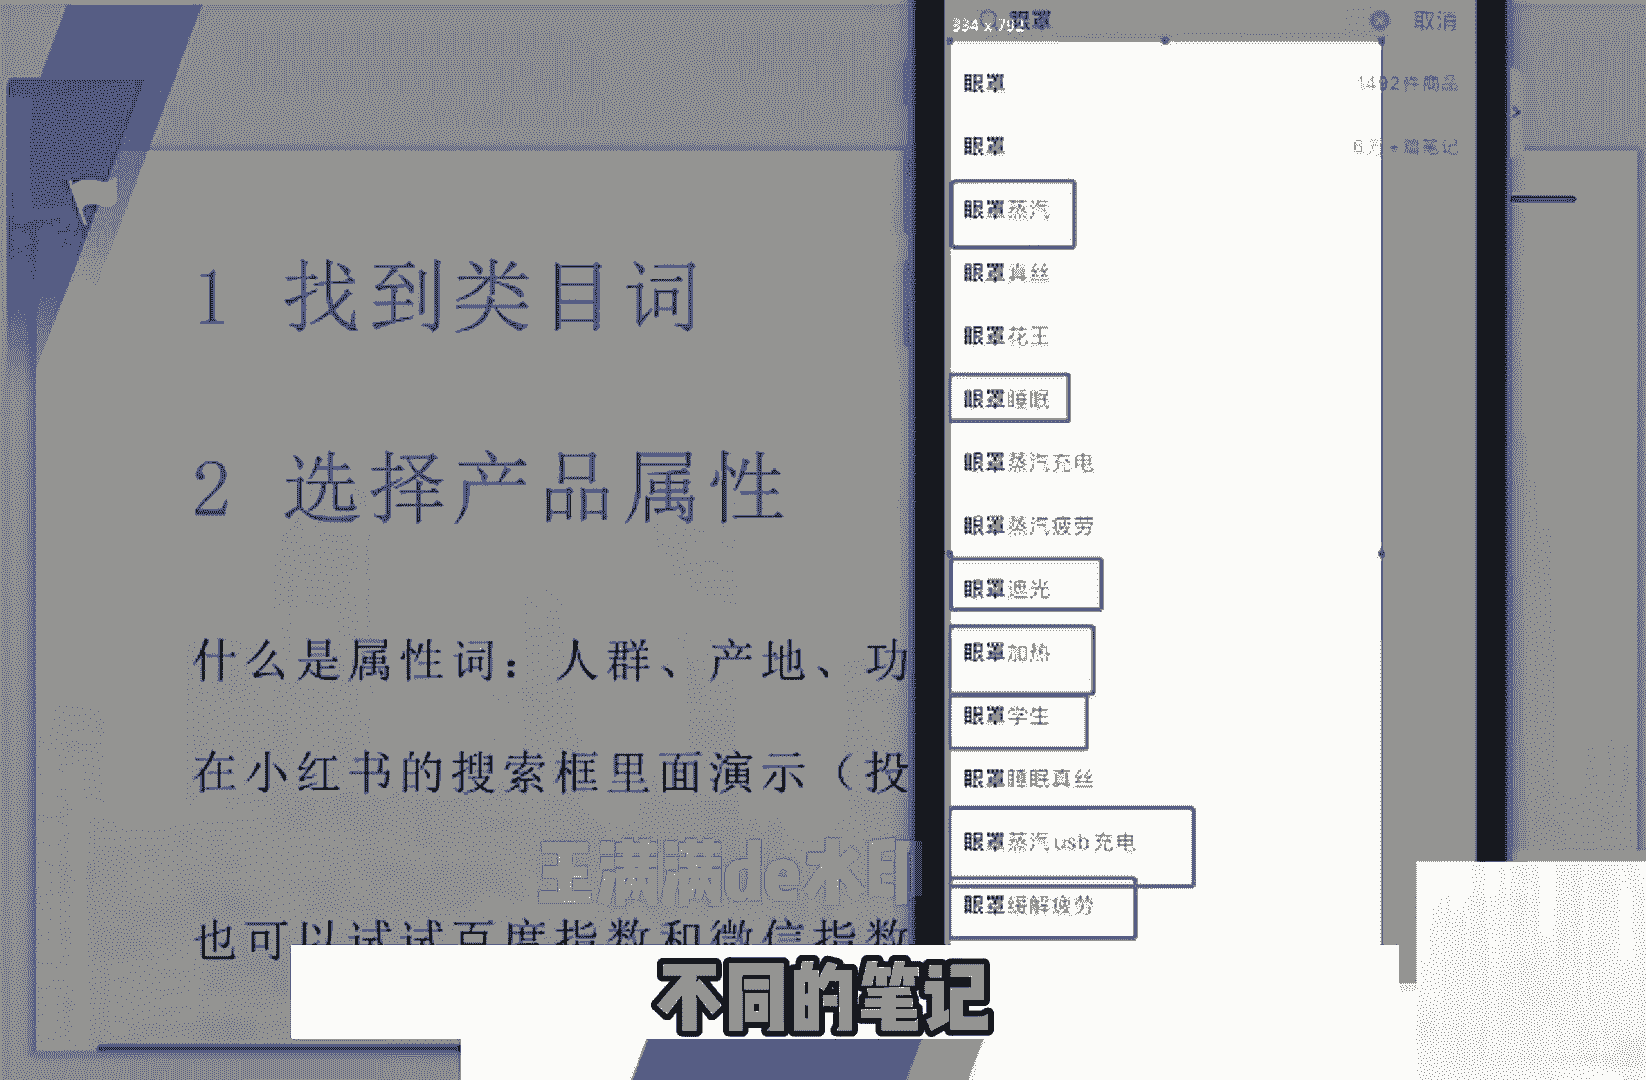 1 找到类目词
2 选择产品属性
什么是属性词：人群、产地、功
在小红书的搜索框里面演示（投
也可以试试百度指数和微信指数
王满满de水印
眼罩
取消
眼罩 1492件商品
眼罩 6万+篇笔记
眼罩蒸汽
眼罩真丝
眼罩花王
眼罩睡眠
眼罩蒸汽充电
眼罩蒸汽疲劳
眼罩遮光
眼罩加热
眼罩学生
眼罩睡眠真丝
眼罩蒸汽usb充电
眼罩缓解疲劳
不同的笔记